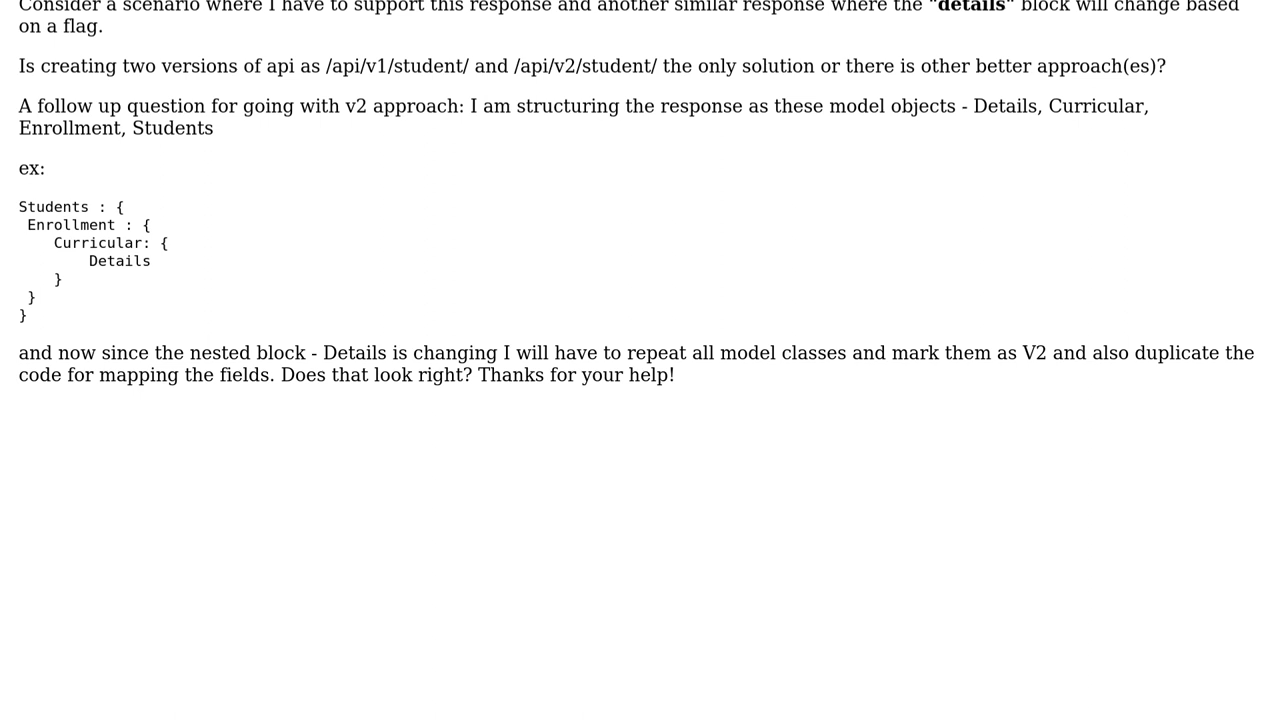 Consider a scenario where I have to support this response and another similar response where the "details" block will change based
on a flag.
Is creating two versions of api as /api/v1/student/ and /api/v2/student/ the only solution or there is other better approach(es)?
A follow up question for going with v2 approach: I am structuring the response as these model objects - Details, Curricular,
Enrollment, Students
ex:
Students : {
Enrollment : {
Curricular: {
Details
}
}
}
and now since the nested block - Details is changing I will have to repeat all model classes and mark them as V2 and also duplicate the
code for mapping the fields. Does that look right? Thanks for your help!